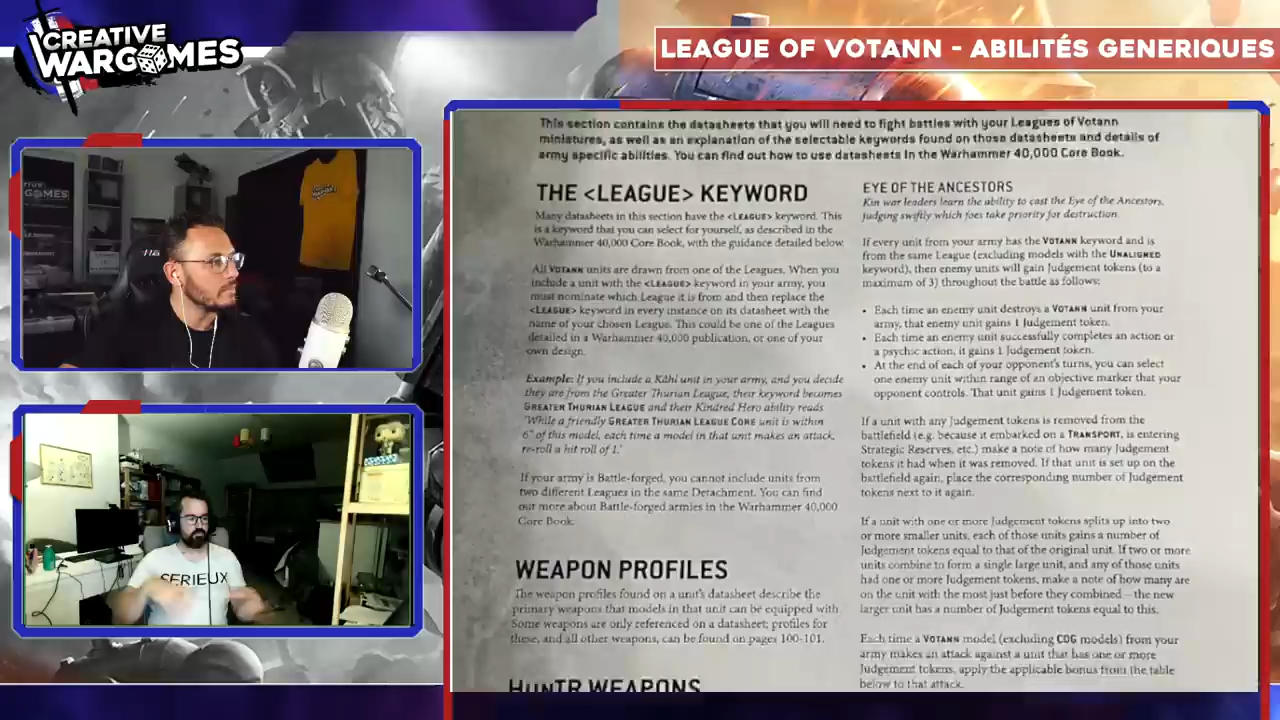 CREATIVE
WARGAMES
LEAGUE OF VOTANN - ABILITÉS GENERIQUES
This section contains the datasheets that you will need to fight battles with your Leagues of Votann
miniatures, as well as an explanation of the selectable keywords found on those datasheets and details of
army specific abilities. You can find out how to use datasheets in the Warhammer 40,000 Core Book.
THE <LEAGUE> KEYWORD
Many datasheets in this section have the <LEAGUE> keyword. This
is a keyword that you can select for yourself, as described in the
Warhammer 40,000 Core Book, with the guidance detailed below.
All VOTANN units are drawn from one of the Leagues. When you
include a unit with the <LEAGUE> keyword in your army, you
must nominate which League it is from and then replace the
<LEAGUE> keyword in every instance on its datasheet with the
name of your chosen League. This could be one of the Leagues
detailed in a Warhammer 40,000 publication, or one of your
own design.
Example: If you include a Kâhl unit in your army, and you decide
they are from the Greater Thurian League, their keyword becomes
GREATER THURIAN LEAGUE and their Kindred Hero ability reads
'While a friendly GREATER THURIAN LEAGUE CORE unit is within
6" of this model, each time a model in that unit makes an attack,
re-roll a hit roll of 1.'
If your army is Battle-forged, you cannot include units from
two different Leagues in the same Detachment. You can find
out more about Battle-forged armies in the Warhammer 40,000
Core Book.
WEAPON PROFILES
The weapon profiles found on a unit's datasheet describe the
primary weapons that models in that unit can be equipped with.
Some weapons are only referenced on a datasheet; profiles for
these, and all other weapons, can be found on pages 100-101.
HUNTR WEAPONS
EYE OF THE ANCESTORS
Kin war leaders learn the ability to cast the Eye of the Ancestors,
judging swiftly which foes take priority for destruction.
If every unit from your army has the VOTANN keyword and is
from the same League (excluding models with the UNALIGNED
keyword), then enemy units will gain Judgement tokens (to a
maximum of 3) throughout the battle as follows:
• Each time an enemy unit destroys a VOTANN unit from your
army, that enemy unit gains 1 Judgement token.
• Each time an enemy unit successfully completes an action or
a psychic action, it gains 1 Judgement token.
• At the end of each of your opponent's turns, you can select
one enemy unit within range of an objective marker that your
opponent controls. That unit gains 1 Judgement token.
If a unit with any Judgement tokens is removed from the
battlefield (e.g. because it embarked on a TRANSPORT, is entering
Strategic Reserves, etc.) make a note of how many Judgement
tokens it had when it was removed. If that unit is set up on the
battlefield again, place the corresponding number of Judgement
tokens next to it again.
If a unit with one or more Judgement tokens splits up into two
or more smaller units, each of those units gains a number of
Judgement tokens equal to that of the original unit. If two or more
units combine to form a single large unit, and any of those units
had one or more Judgement tokens, make a note of how many are
on the unit with the most just before they combined – the new
larger unit has a number of Judgement tokens equal to this.
Each time a VOTANN model (excluding COG models) from your
army makes an attack against a unit that has one or more
Judgement tokens, apply the applicable bonus from the table
below to that attack.
SERIEUX